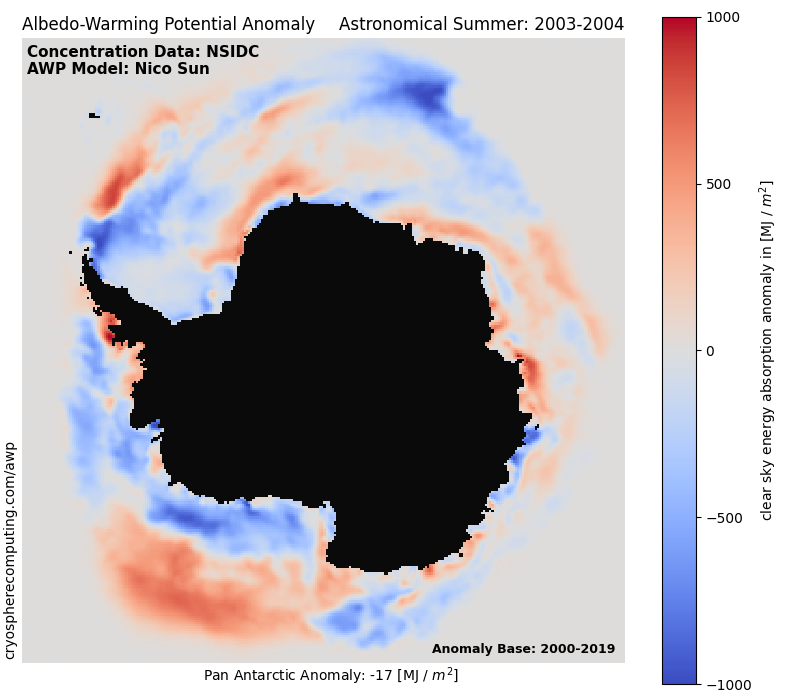 Albedo-Warming Potential Anomaly Astronomical Summer: 2003-2004
Concentration Data: NSIDC
AWP Model: Nico Sun
cryospherecomputing.com/awp
Anomaly Base: 2000-2019
Pan Antarctic Anomaly: -17 [MJ / m²]
1000
500
0
−500
−1000
clear sky energy absorption anomaly in [MJ / m²]